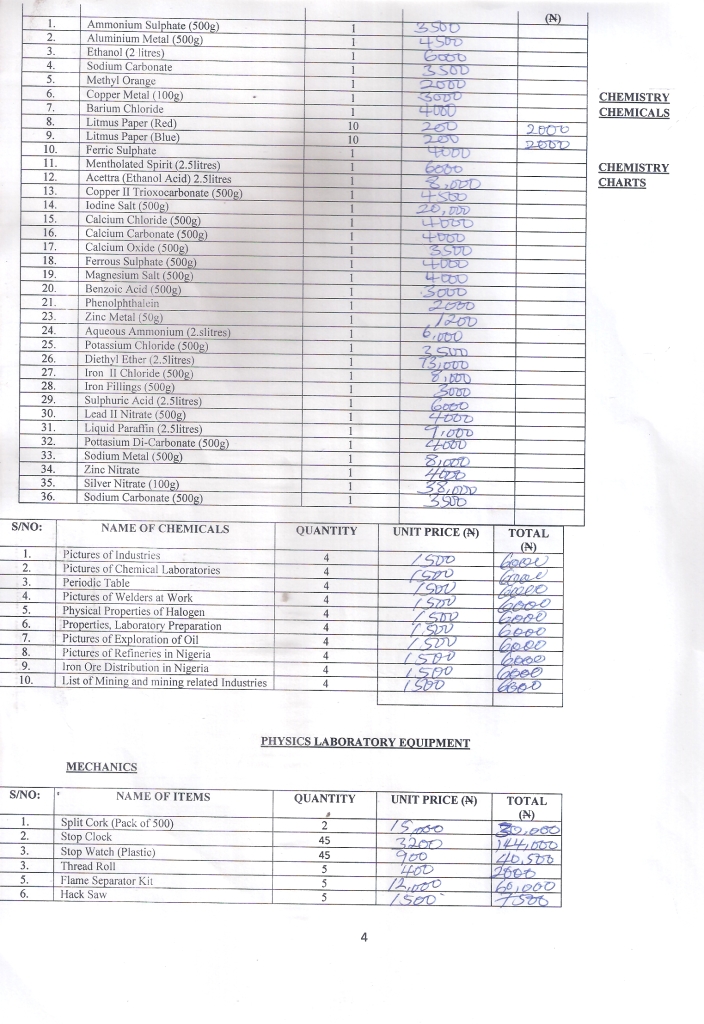 (N)
1. Ammonium Sulphate (500g) 1 3500
2. Aluminium Metal (500g) 1 4500
3. Ethanol (2 litres) 1 6000
4. Sodium Carbonate 1 3500
5. Methyl Orange 1 2000
6. Copper Metal (100g) 1 3000
7. Barium Chloride 1 4000
8. Litmus Paper (Red) 10 200 2000
9. Litmus Paper (Blue) 10 200 2000
10. Ferric Sulphate 1 4000
11. Mentholated Spirit (2.5litres) 1 6000
12. Acettra (Ethanol Acid) 2.5litres 1 8,000
13. Copper II Trioxocarbonate (500g) 1 4500
14. Iodine Salt (500g) 1 20,000
15. Calcium Chloride (500g) 1 4000
16. Calcium Carbonate (500g) 1 4000
17. Calcium Oxide (500g) 1 3500
18. Ferrous Sulphate (500g) 1 4000
19. Magnesium Salt (500g) 1 4000
20. Benzoic Acid (500g) 1 3000
21. Phenolphthalein 1 2000
23. Zinc Metal (50g) 1 1200
24. Aqueous Ammonium (2.slitres) 1 6,000
25. Potassium Chloride (500g) 1 3500
26. Diethyl Ether (2.5litres) 1 13,000
27. Iron II Chloride (500g) 1 8,000
28. Iron Fillings (500g) 1 3000
29. Sulphuric Acid (2.5litres) 1 6000
30. Lead II Nitrate (500g) 1 4000
31. Liquid Paraffin (2.5litres) 1 9,000
32. Pottasium Di-Carbonate (500g) 1 4000
33. Sodium Metal (500g) 1 8,000
34. Zinc Nitrate 1 4000
35. Silver Nitrate (100g) 1 38,000
36. Sodium Carbonate (500g) 1 3500
CHEMISTRY
CHEMICALS
CHEMISTRY
CHARTS
S/NO: NAME OF CHEMICALS QUANTITY UNIT PRICE (₦) TOTAL
(₦)
1. Pictures of Industries 4 1500 6000
2. Pictures of Chemical Laboratories 4 1500 6000
3. Periodic Table 4 1500 6000
4. Pictures of Welders at Work 4 1500 6000
5. Physical Properties of Halogen 4 1500 6000
6. Properties, Laboratory Preparation 4 1500 6000
7. Pictures of Exploration of Oil 4 1500 6000
8. Pictures of Refineries in Nigeria 4 1500 6000
9. Iron Ore Distribution in Nigeria 4 1500 6000
10. List of Mining and mining related Industries 4 1500 6000
PHYSICS LABORATORY EQUIPMENT
MECHANICS
S/NO: NAME OF ITEMS QUANTITY UNIT PRICE (₦) TOTAL
(₦)
1. Split Cork (Pack of 500) 2 15,000 30,000
2. Stop Clock 45 3200 144,000
3. Stop Watch (Plastic) 45 900 40,500
3. Thread Roll 5 400 2000
5. Flame Separator Kit 5 12,000 60,000
6. Hack Saw 5 1500 7500
4